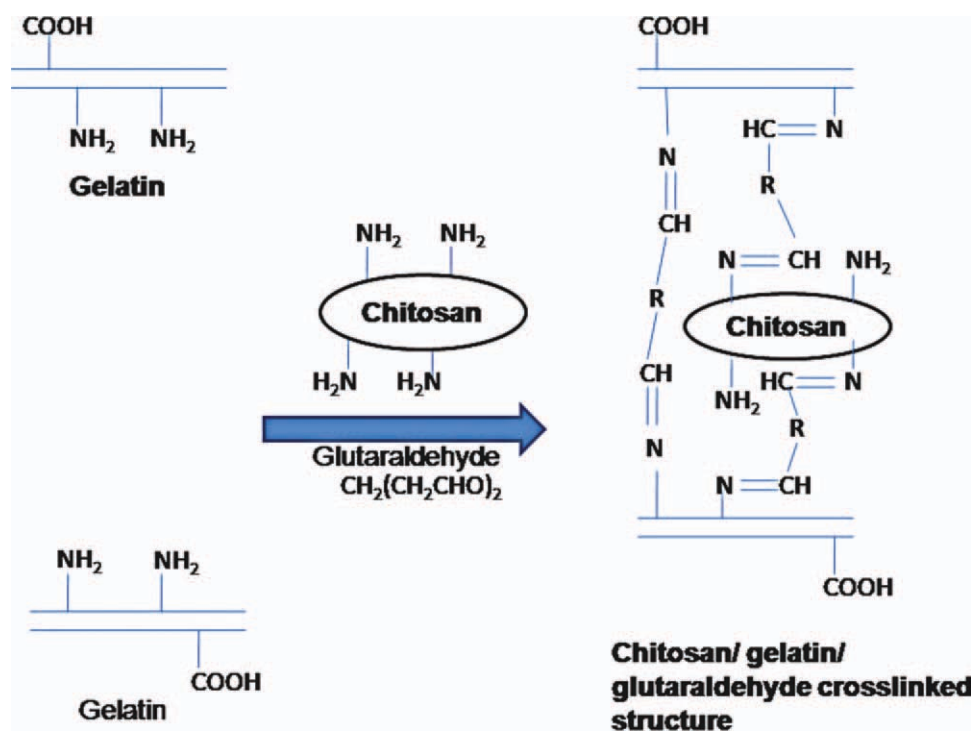 COOH
NH₂ NH₂
Gelatin
NH₂ NH₂
Chitosan
H₂N H₂N
Glutaraldehyde
CH₂(CH₂CHO)₂
NH₂ NH₂
COOH
Gelatin
COOH
HC N
N
R
CH
N CH NH₂
R
Chitosan
CH HC N
NH₂
R
N
N CH
COOH
Chitosan/ gelatin/
glutaraldehyde crosslinked
structure